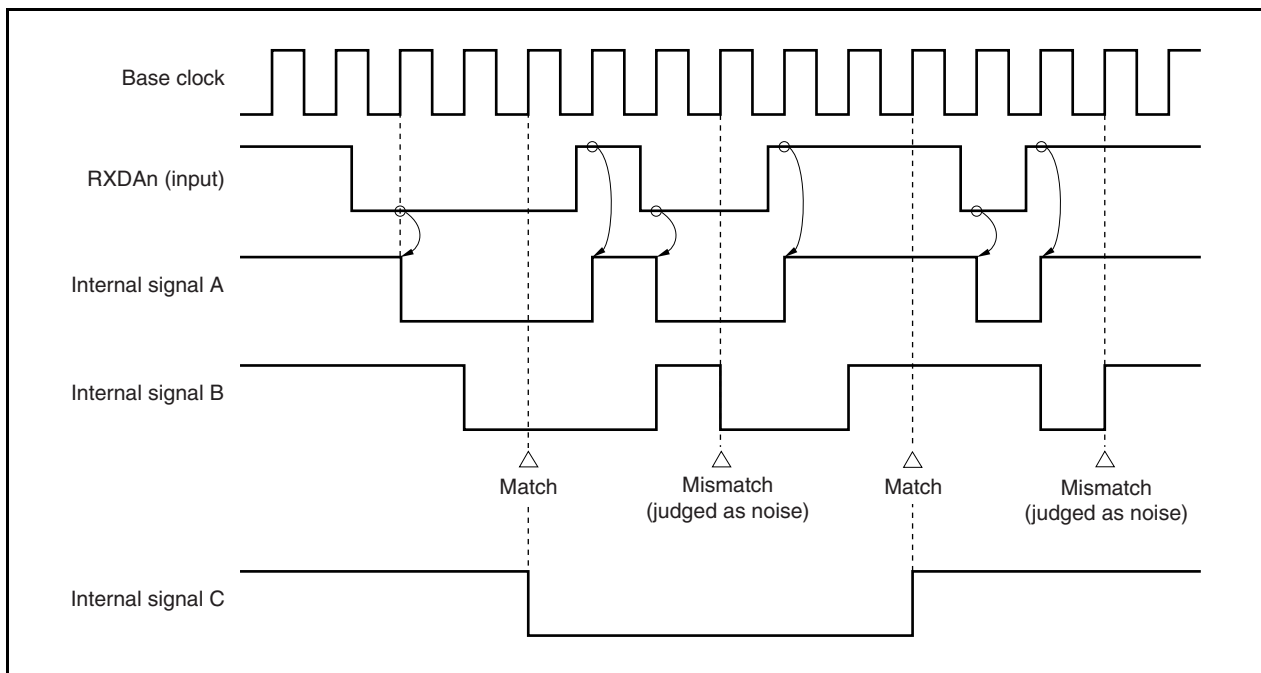 Base clock
RXDAn (input)
Internal signal A
Internal signal B
Match
Mismatch
(judged as noise)
Match
Mismatch
(judged as noise)
Internal signal C